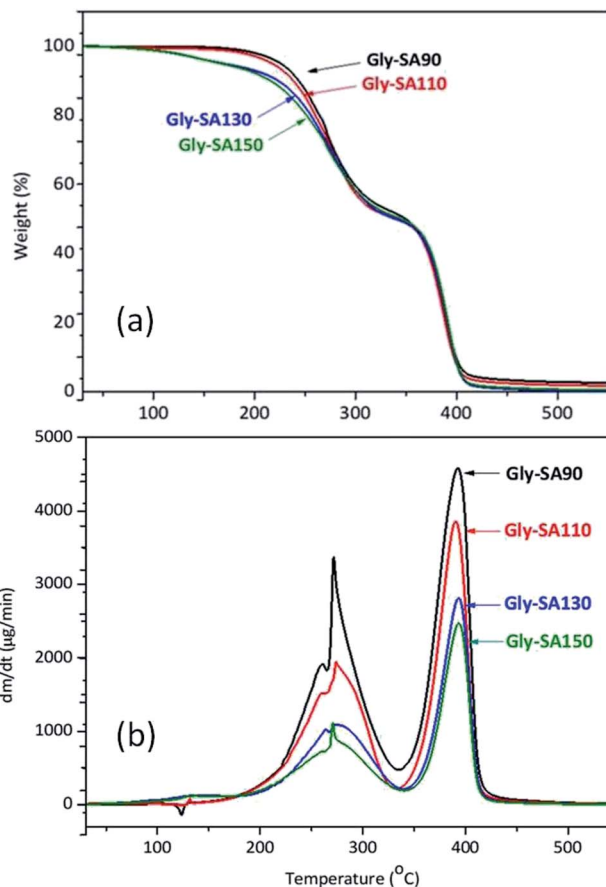 100
80
60
40
20
0
Weight (%)
Gly-SA90
Gly-SA110
Gly-SA130
Gly-SA150
(a)
100 200 300 400 500
5000
4000
3000
2000
1000
0
dm/dt (µg/min)
Gly-SA90
Gly-SA110
Gly-SA130
Gly-SA150
(b)
100 200 300 400 500
Temperature (°C)